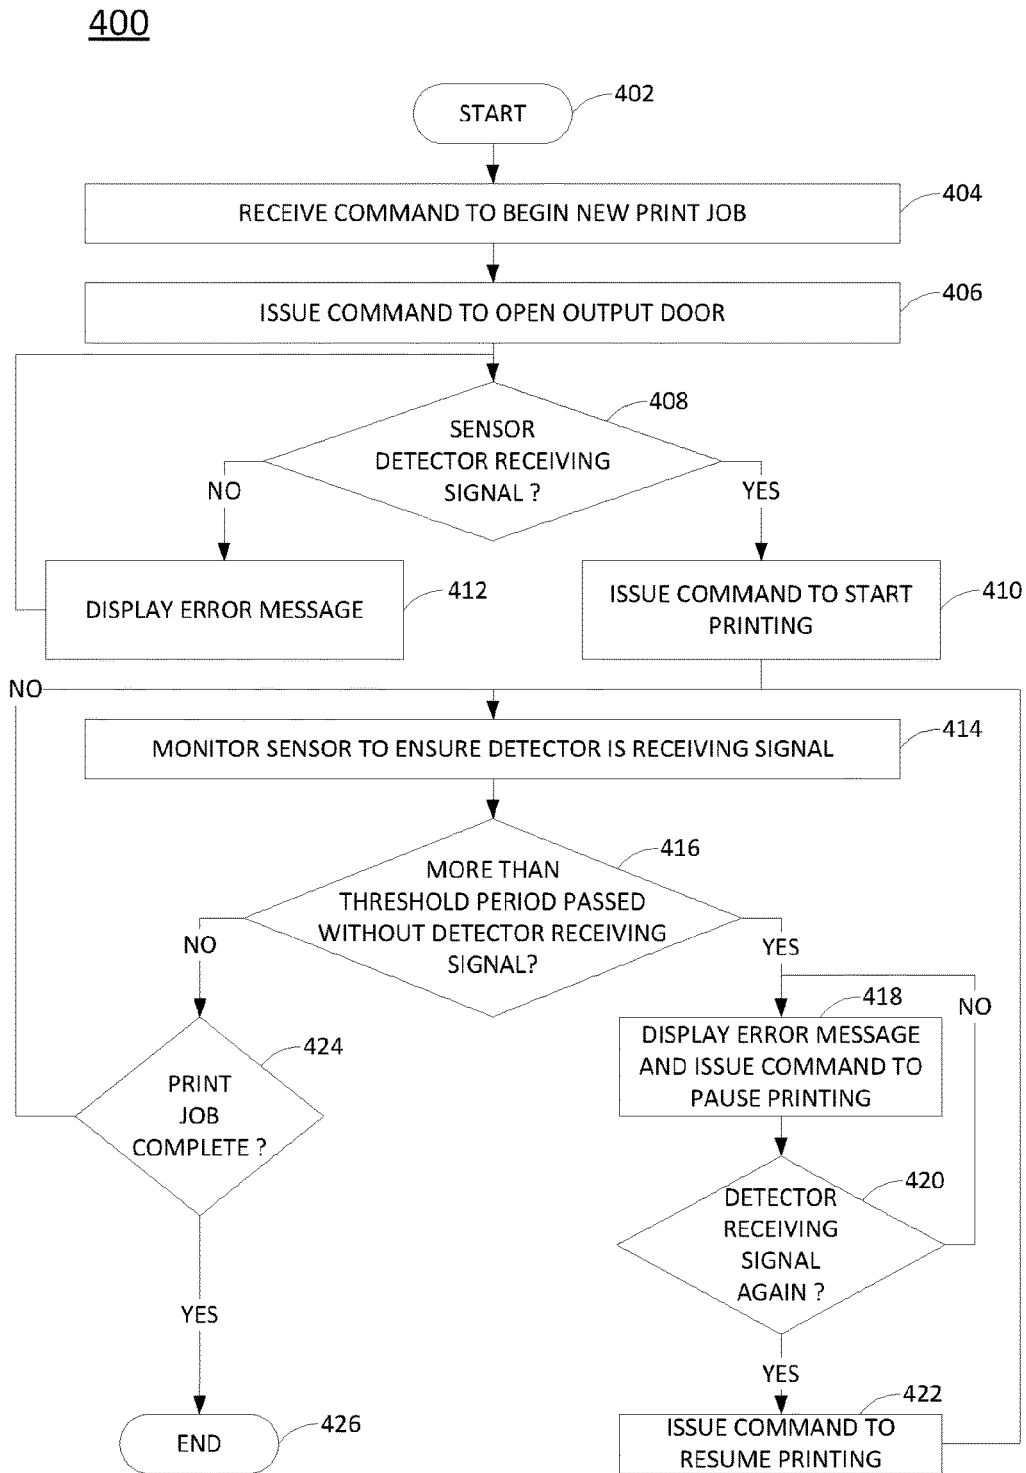 400
START
402
RECEIVE COMMAND TO BEGIN NEW PRINT JOB
404
ISSUE COMMAND TO OPEN OUTPUT DOOR
406
SENSOR
DETECTOR RECEIVING
SIGNAL ?
408
NO
YES
DISPLAY ERROR MESSAGE
412
ISSUE COMMAND TO START
PRINTING
410
NO
MONITOR SENSOR TO ENSURE DETECTOR IS RECEIVING SIGNAL
414
MORE THAN
THRESHOLD PERIOD PASSED
WITHOUT DETECTOR RECEIVING
SIGNAL?
416
NO
YES
PRINT
JOB
COMPLETE ?
424
DISPLAY ERROR MESSAGE
AND ISSUE COMMAND TO
PAUSE PRINTING
418
NO
DETECTOR
RECEIVING
SIGNAL
AGAIN ?
420
YES
YES
END
426
ISSUE COMMAND TO
RESUME PRINTING
422